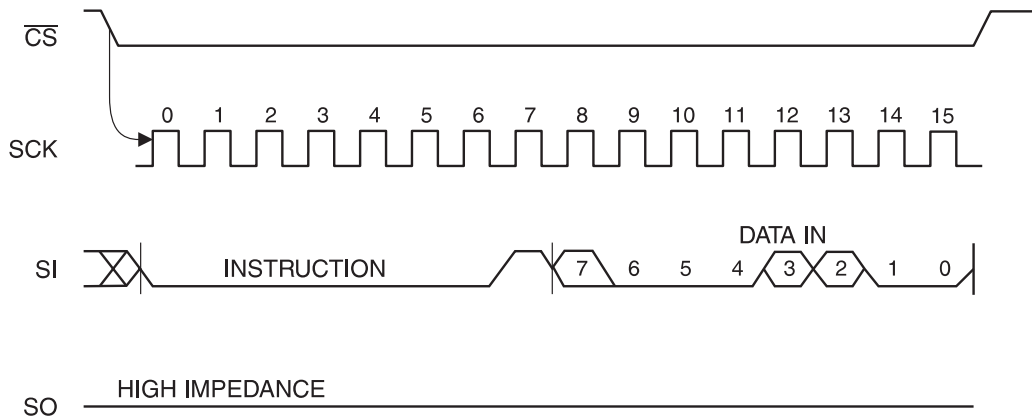 CS
0 1 2 3 4 5 6 7 8 9 10 11 12 13 14 15
SCK
DATA IN
SI
INSTRUCTION
7 6 5 4 3 2 1 0
HIGH IMPEDANCE
SO